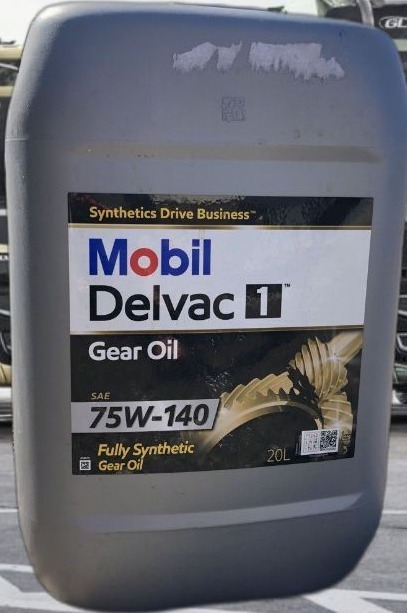 Synthetics Drive Business™
Mobil
Delvac 1™
Gear Oil
SAE
75W-140
Fully Synthetic
Gear Oil
20L